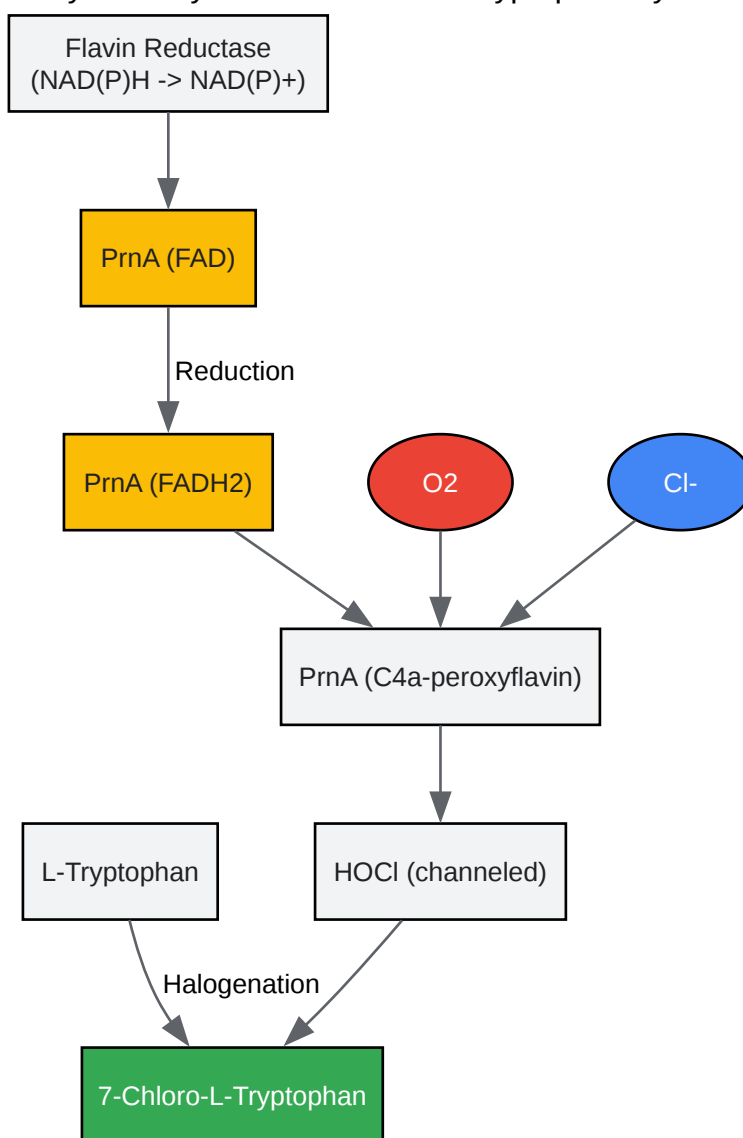 Flavin Reductase
(NAD(P)H -> NAD(P)+)
PrnA (FAD)
Reduction
PrnA (FADH2)
O2
Cl-
PrnA (C4a-peroxyflavin)
L-Tryptophan
HOCl (channeled)
Halogenation
7-Chloro-L-Tryptophan